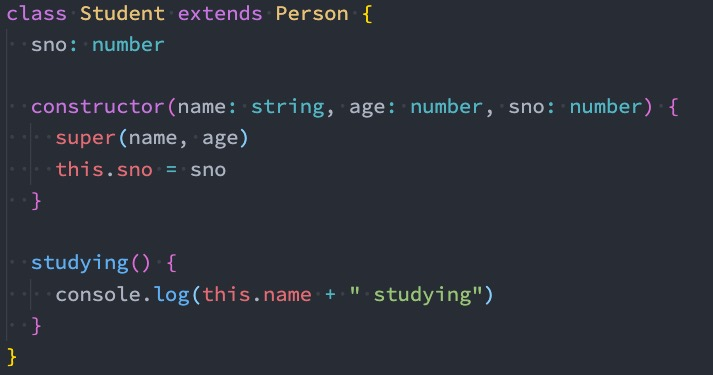 class Student extends Person {
  sno: number

  constructor(name: string, age: number, sno: number) {
    super(name, age)
    this.sno = sno
  }

  studying() {
    console.log(this.name + " studying")
  }
}